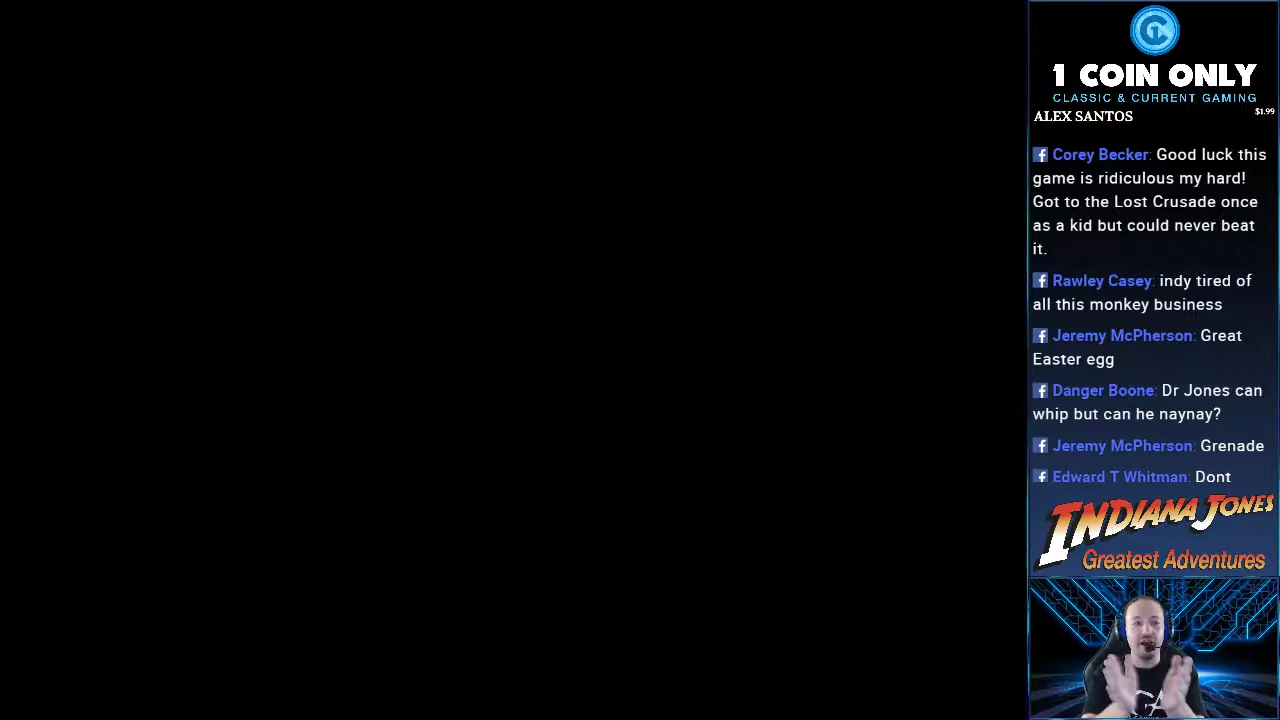 1 COIN ONLY
CLASSIC & CURRENT GAMING
ALEX SANTOS $1.99
Corey Becker: Good luck this
game is ridiculous my hard!
Got to the Lost Crusade once
as a kid but could never beat
it.
Rawley Casey: indy tired of
all this monkey business
Jeremy McPherson: Great
Easter egg
Danger Boone: Dr Jones can
whip but can he naynay?
Jeremy McPherson: Grenade
Edward T Whitman: Dont
INDIANA JONES
Greatest Adventures